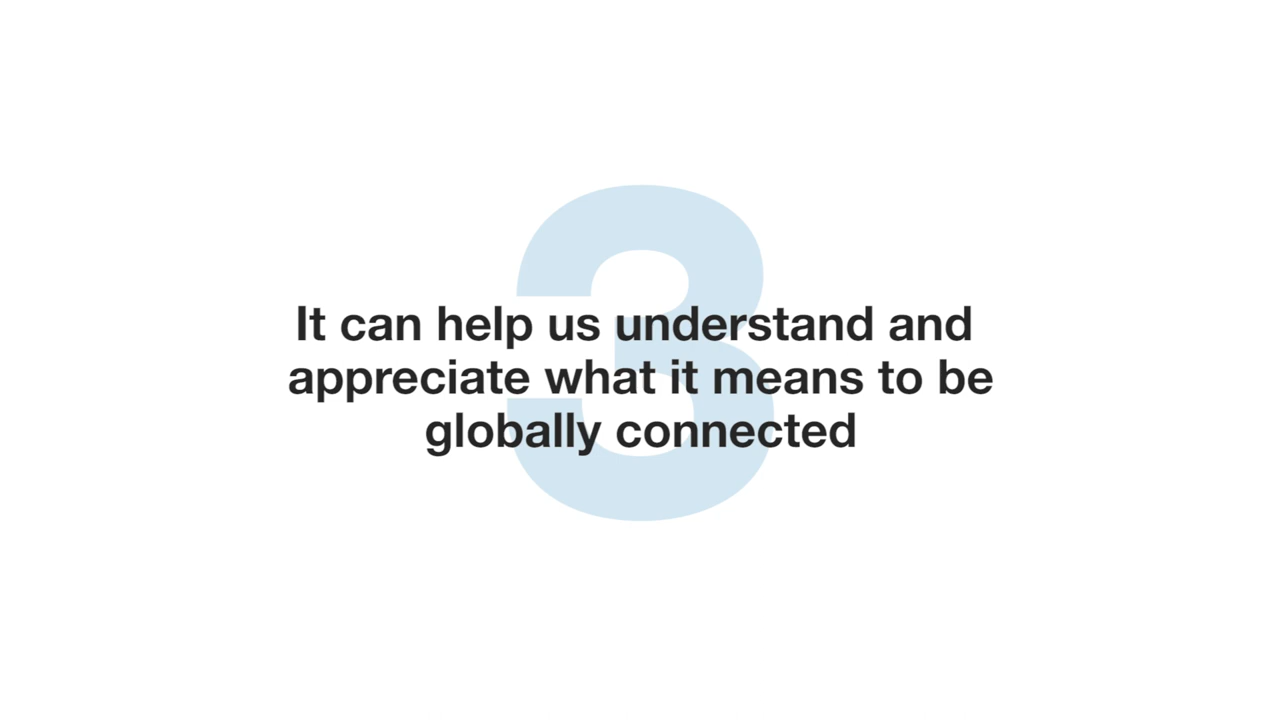 3
It can help us understand and
appreciate what it means to be
globally connected